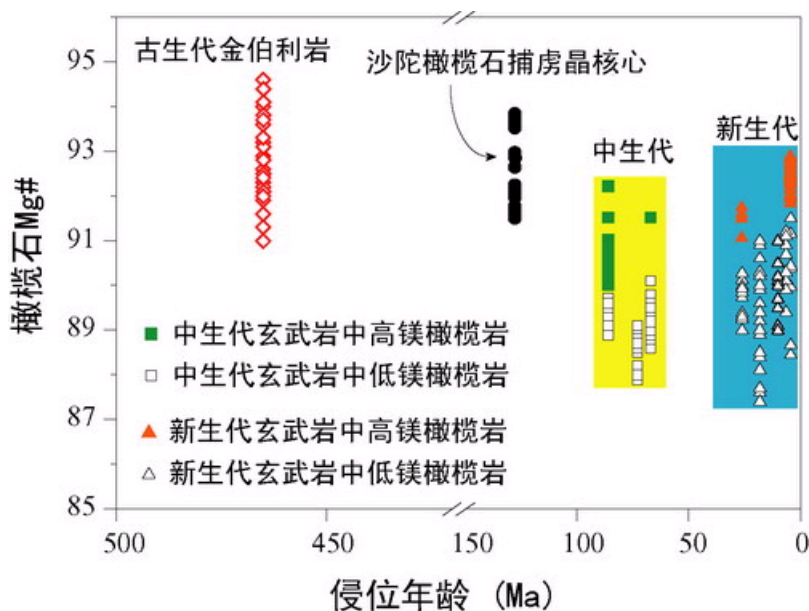 古生代金伯利岩
沙陀橄榄石捕虏晶核心
中生代
新生代
橄榄石Mg#
95
93
91
89
87
85
中生代玄武岩中高镁橄榄岩
中生代玄武岩中低镁橄榄岩
新生代玄武岩中高镁橄榄岩
新生代玄武岩中低镁橄榄岩
500
450
150
100
50
0
侵位年龄 (Ma)